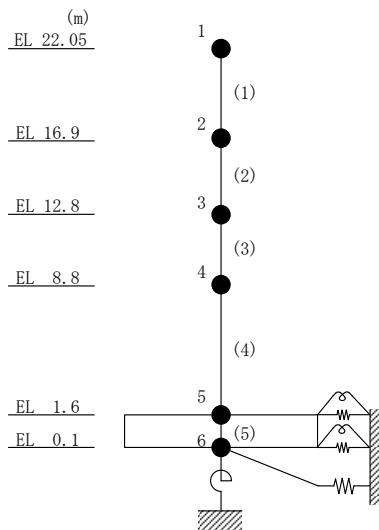 (m)
1
EL 22.05
(1)
2
EL 16.9
(2)
3
EL 12.8
(3)
4
EL 8.8
(4)
5
EL 1.6
(5)
6
EL 0.1